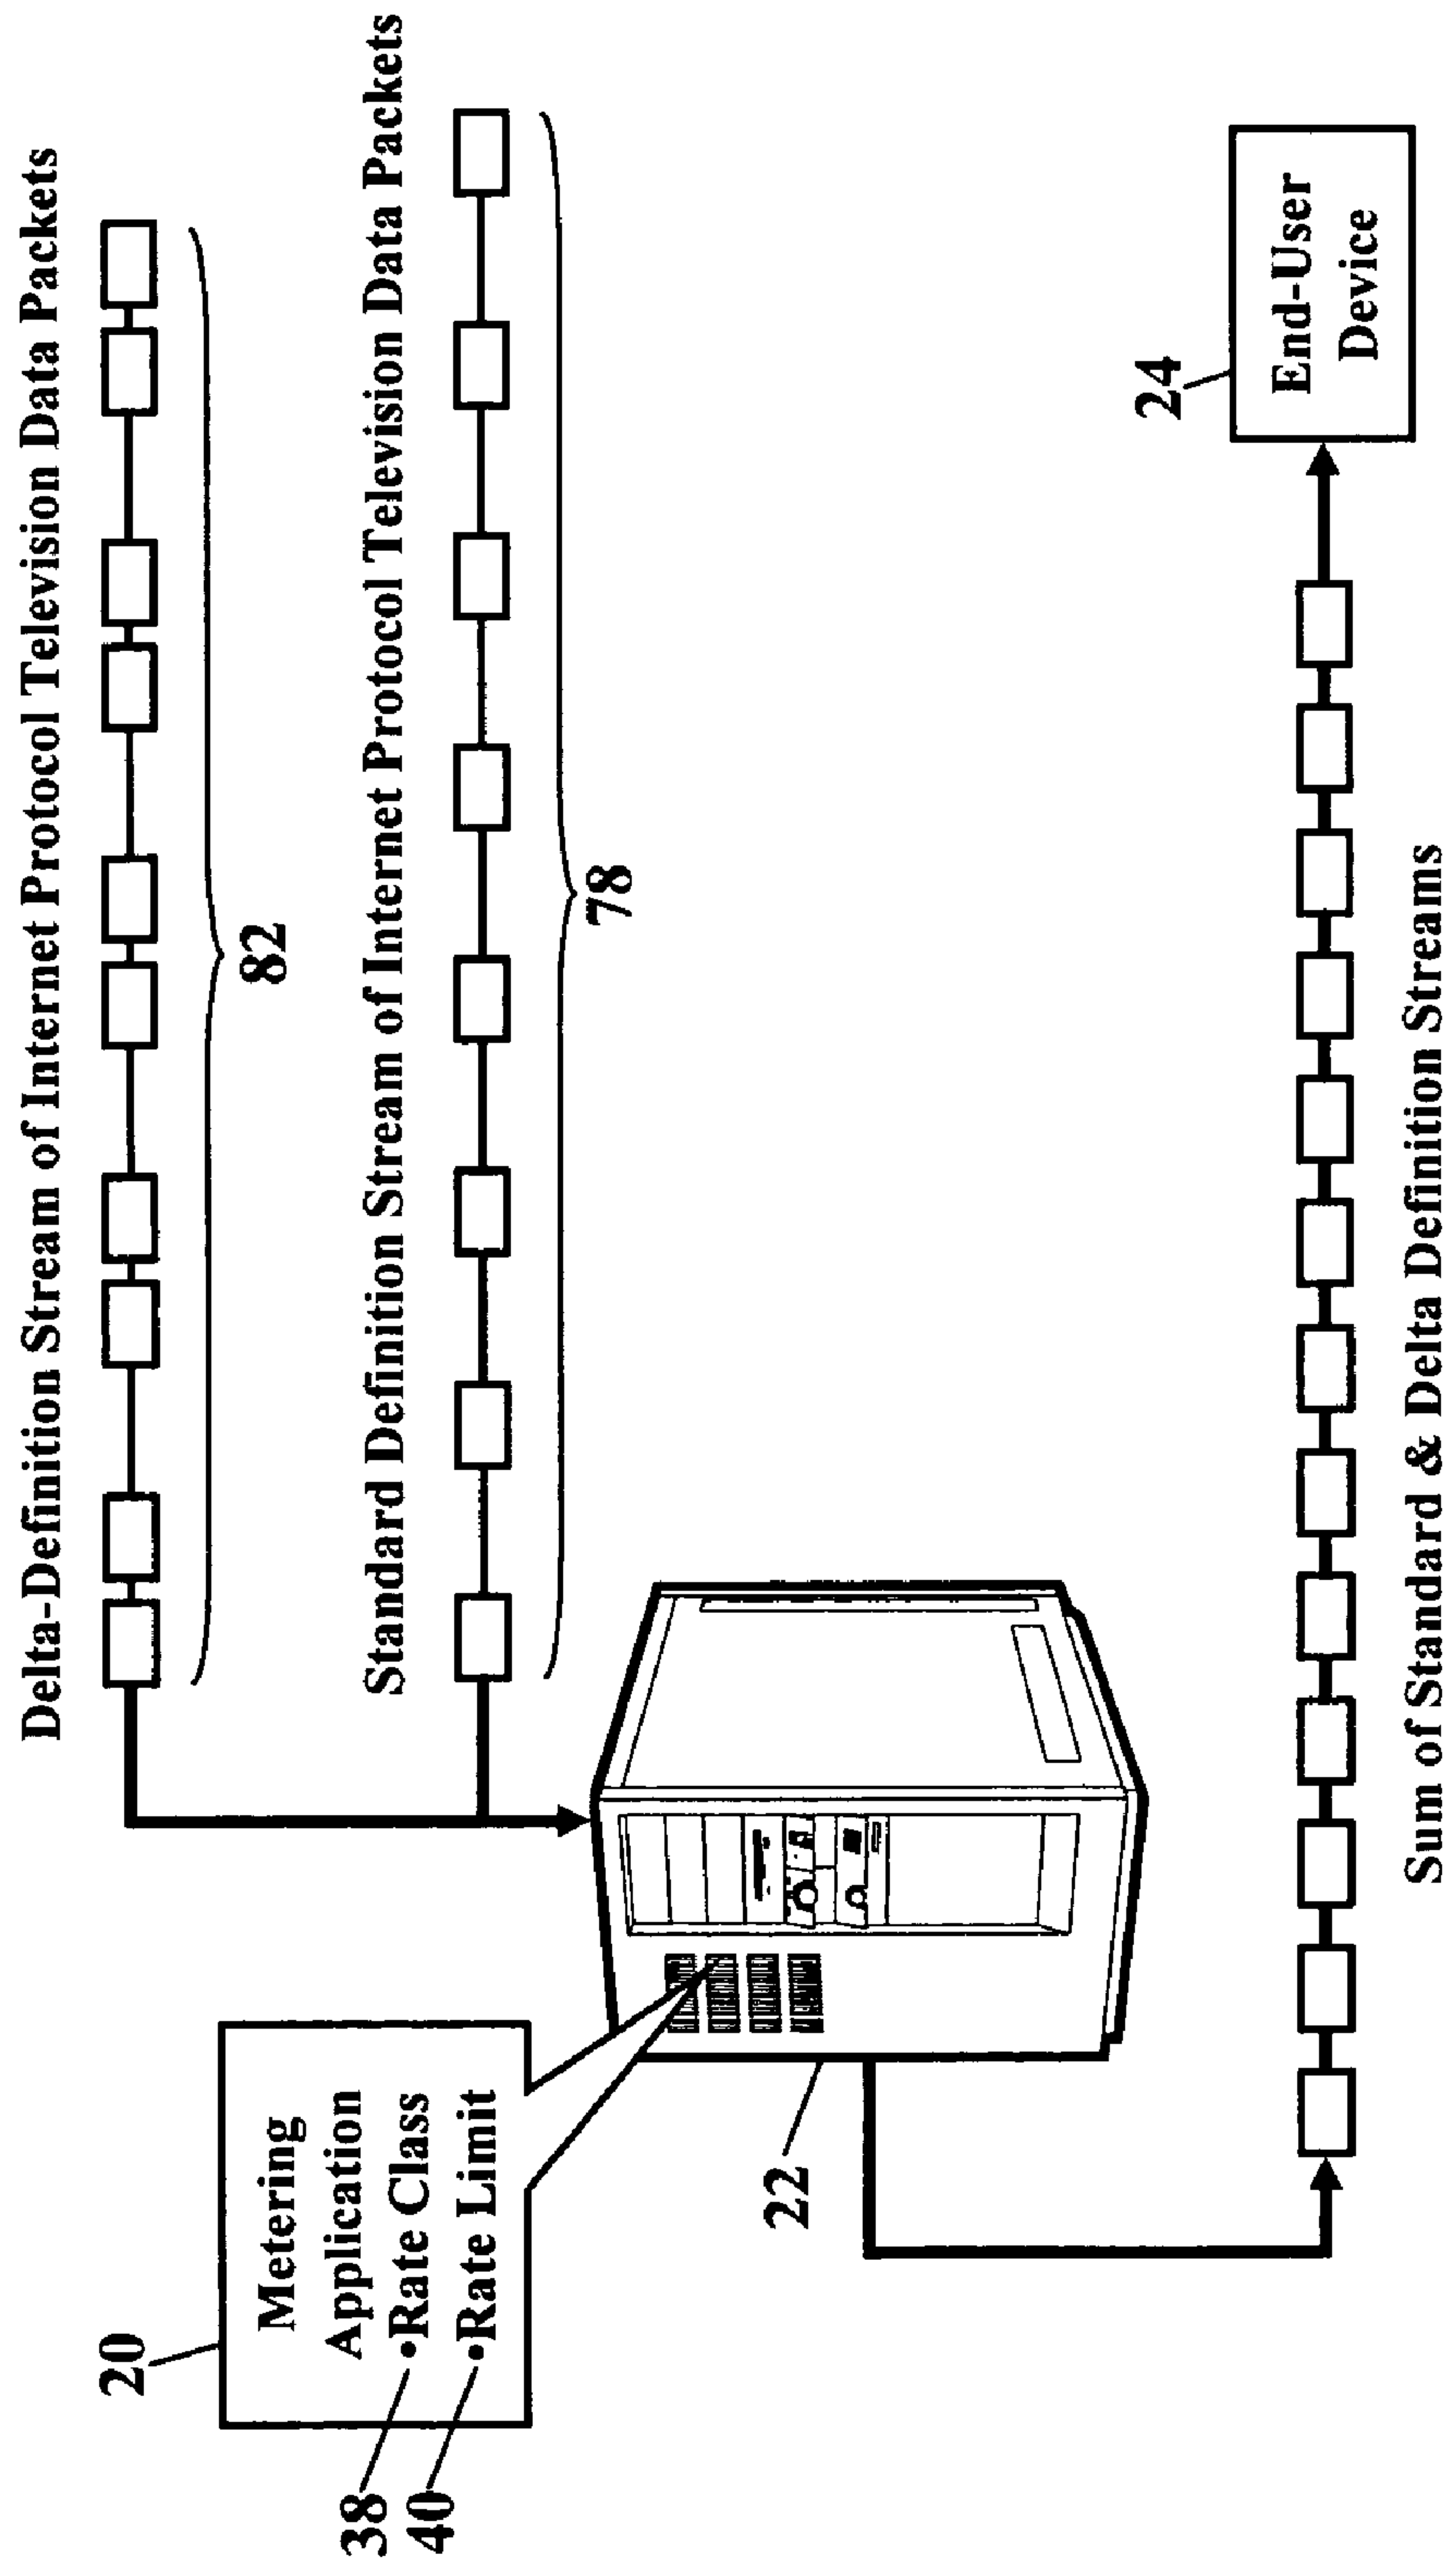 Delta-Definition Stream of Internet Protocol Television Data Packets
82
Standard Definition Stream of Internet Protocol Television Data Packets
78
20
Metering
Application
38
•Rate Class
40
•Rate Limit
22
24
End-User
Device
Sum of Standard & Delta Definition Streams